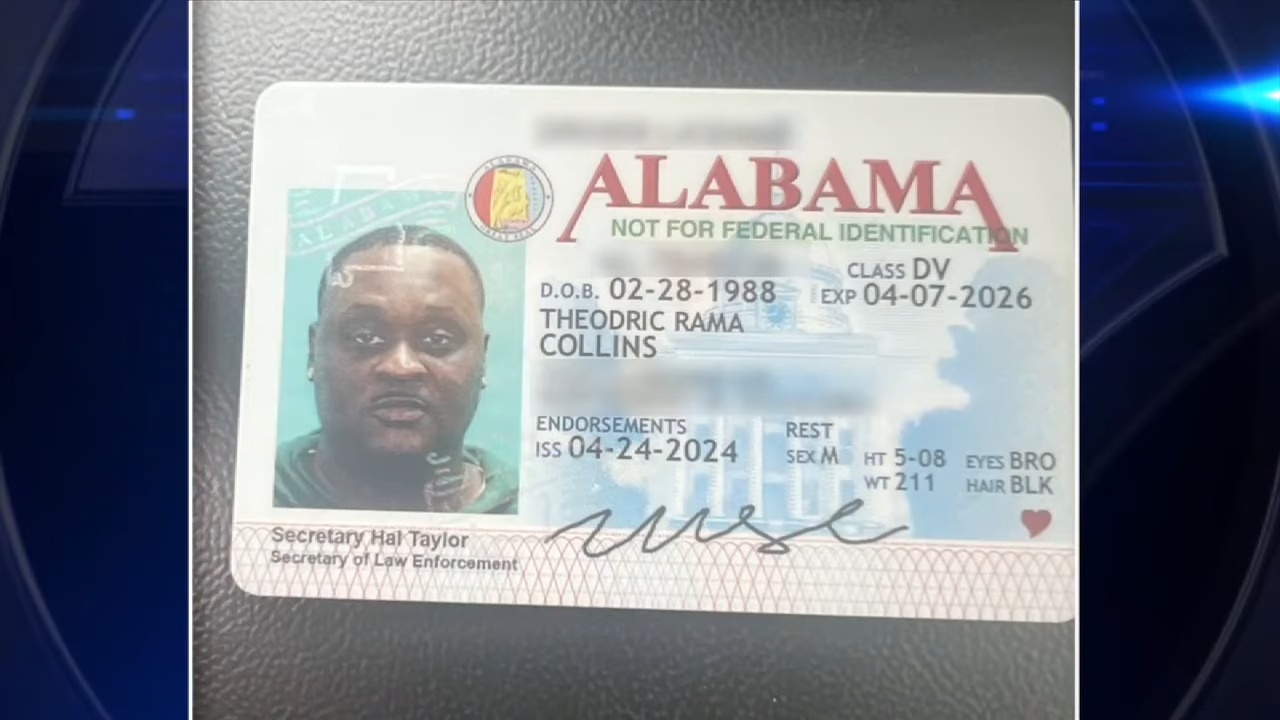 ALABAMA
NOT FOR FEDERAL IDENTIFICATION
CLASS DV
D.O.B. 02-28-1988 EXP 04-07-2026
THEODRIC RAMA
COLLINS
ENDORSEMENTS REST
ISS 04-24-2024 SEX M HT 5-08 EYES BRO
WT 211 HAIR BLK
Secretary Hal Taylor
Secretary of Law Enforcement